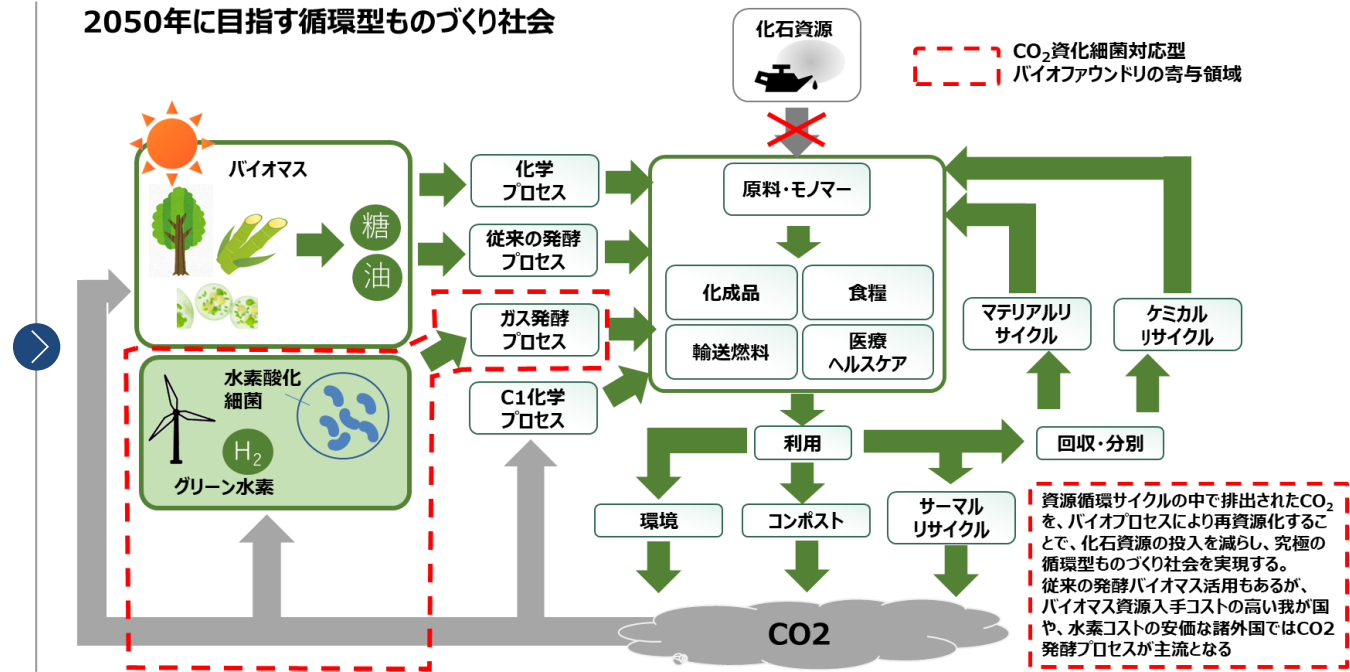 2050年に目指す循環型ものづくり社会
化石資源
CO2資化細菌対応型
バイオファウンドリの寄与領域
バイオマス
糖
油
化学
プロセス
従来の発酵
プロセス
ガス発酵
プロセス
C1化学
プロセス
原料・モノマー
化成品
食糧
輸送燃料
医療
ヘルスケア
マテリアルリ
サイクル
ケミカル
リサイクル
水素酸化
細菌
H2
グリーン水素
利用
回収・分別
環境
コンポスト
サーマル
リサイクル
CO2
資源循環サイクルの中で排出されたCO2
を、バイオプロセスにより再資源化するこ
とで、化石資源の投入を減らし、究極の
循環型ものづくり社会を実現する。
従来の発酵バイオマス活用もあるが、
バイオマス資源入手コストの高い我が国
や、水素コストの安価な諸外国ではCO2
発酵プロセスが主流となる